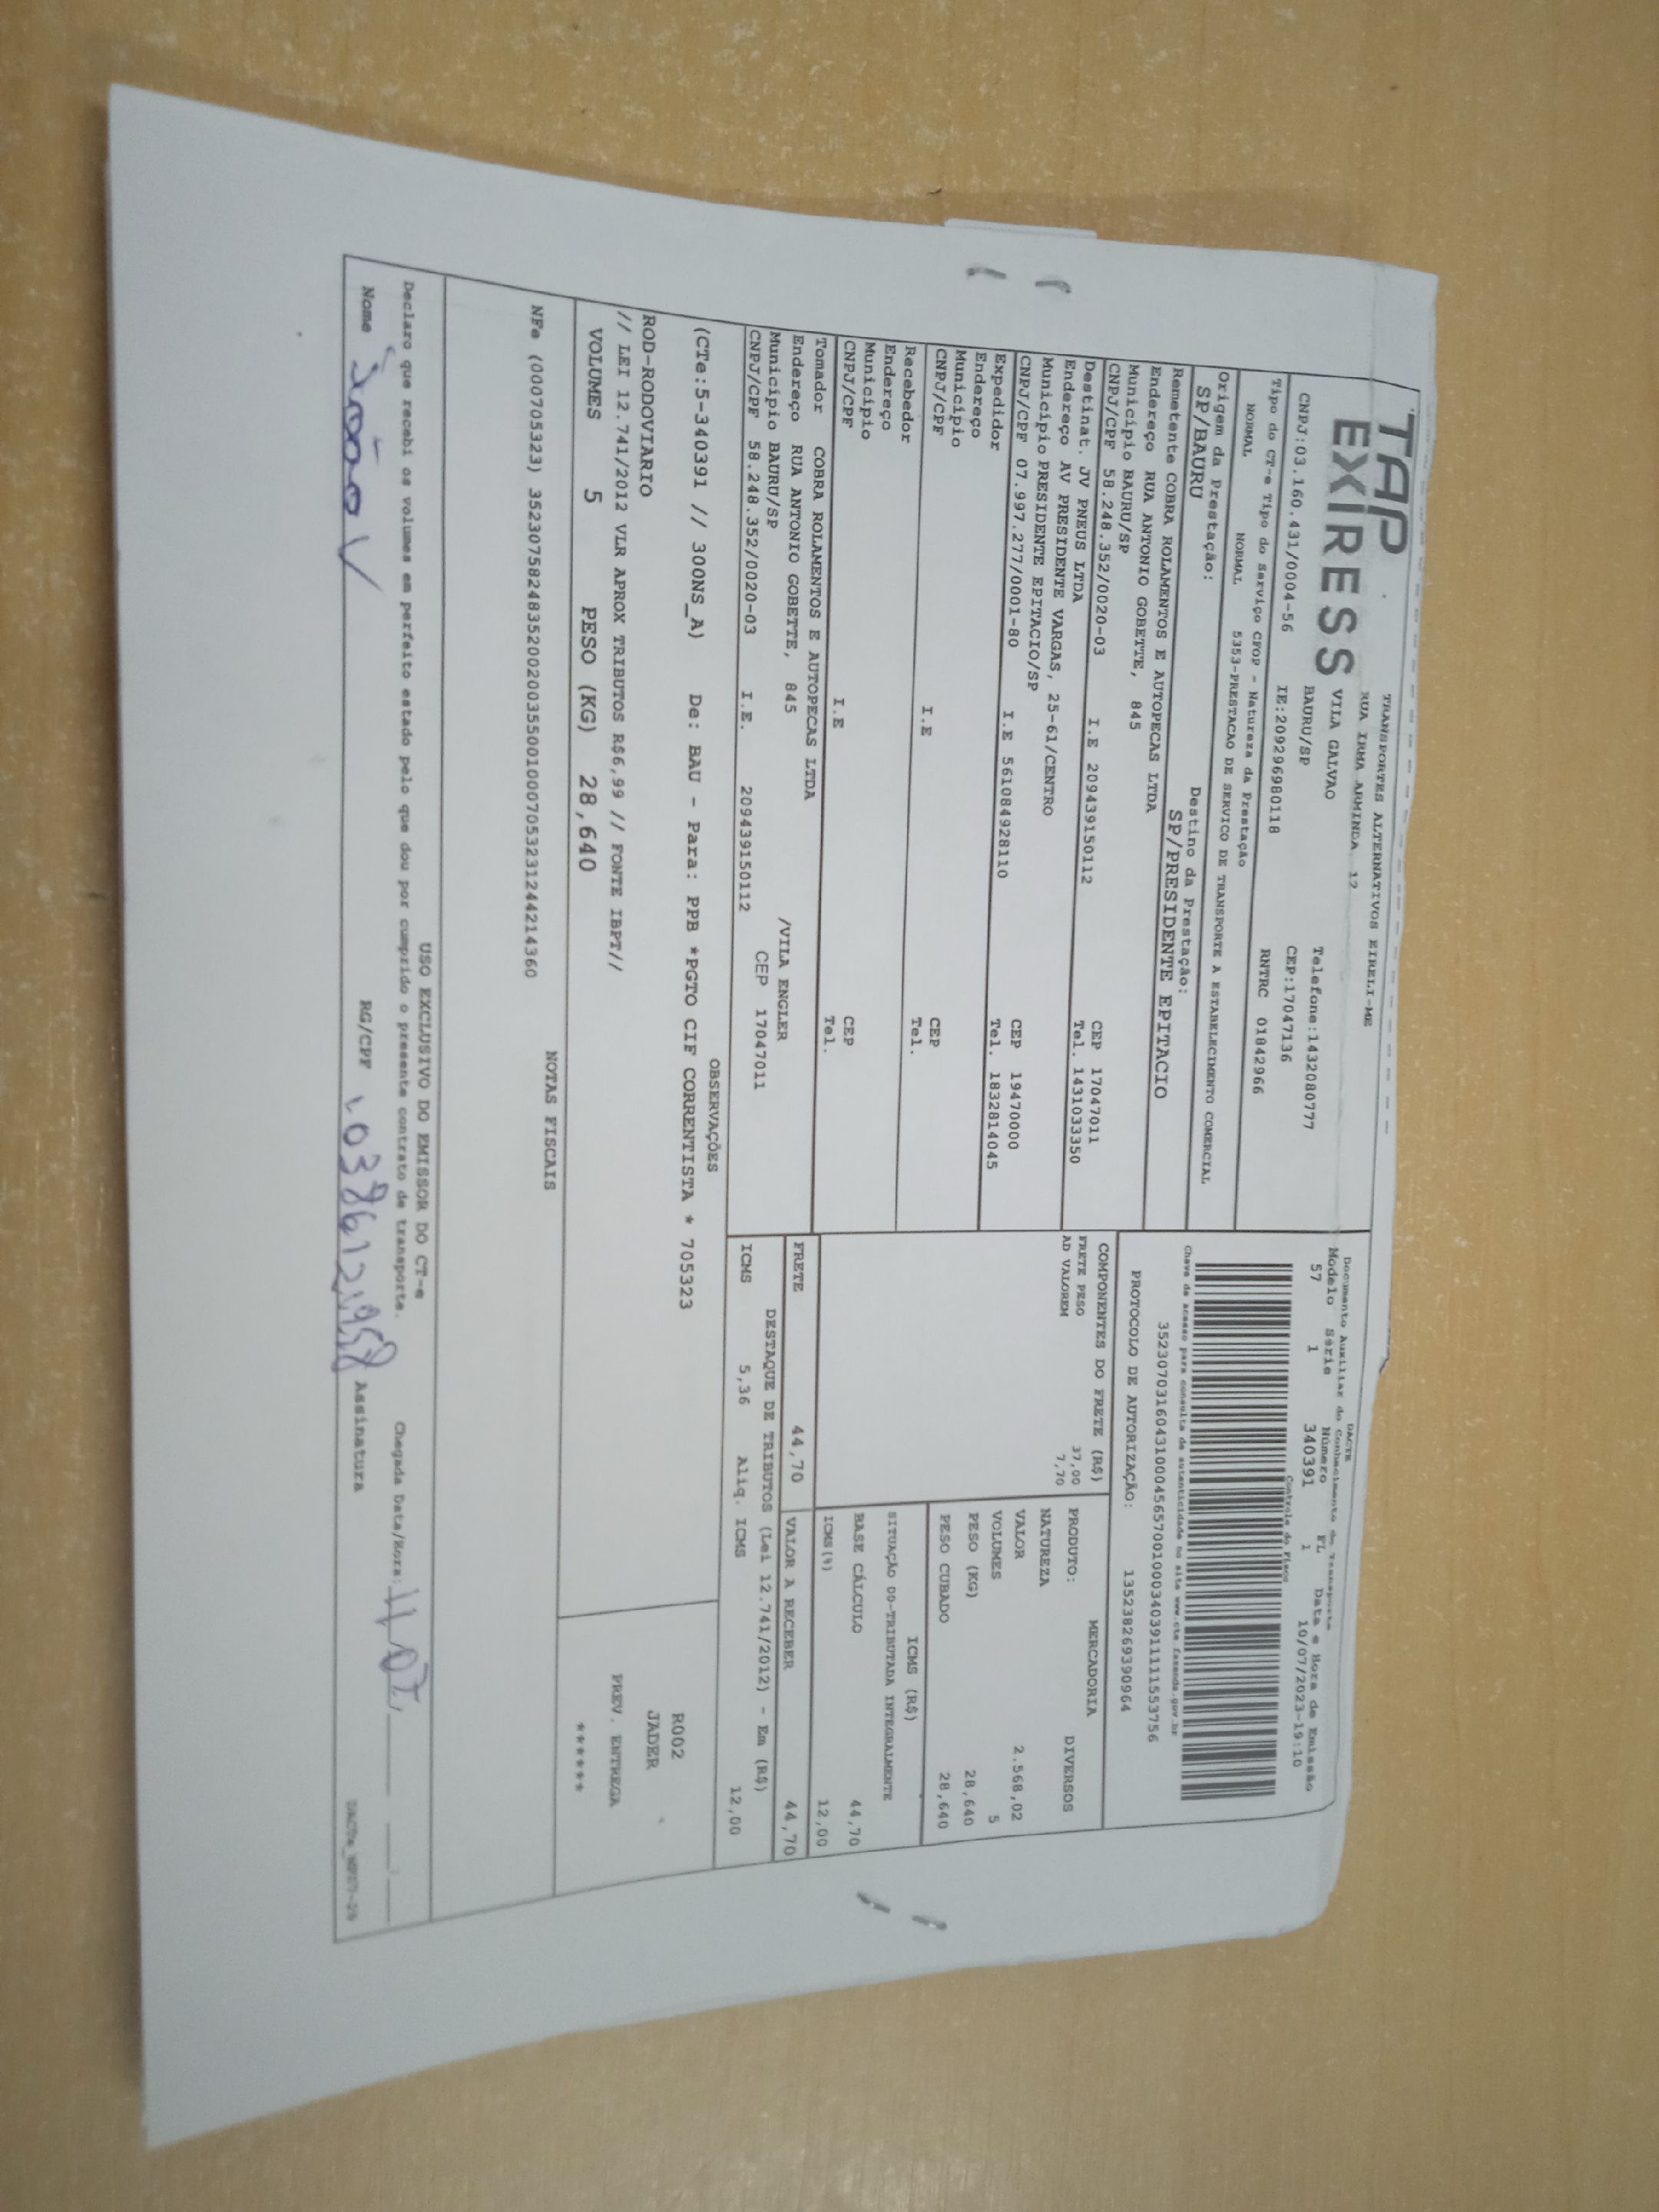 TAP
EXPRESS
TRANSPORTES ALTERNATIVOS EIRELI-ME
RUA IRMA ARMINDA 12
VILA GALVAO
BAURU/SP
Telefone:1432080777
CEP:17047136
CNPJ:03.160.431/0004-56 IE:209296980118 RNTRC 01842966
Tipo do CT-e Tipo do Serviço CFOP - Natureza da Prestação
NORMAL NORMAL 5353-PRESTACAO DE SERVICO DE TRANSPORTE A ESTABELECIMENTO COMERCIAL
Origem da Prestação: Destino da Prestação:
SP/BAURU SP/PRESIDENTE EPITACIO
DACTE
Documento Auxiliar do Conhecimento de Transporte
Modelo Série Número FL Data e Hora de Emissão
57 1 340391 1 10/07/2023-19:10
Controle do Fisco
Chave de acesso para consulta de autenticidade no site www.cte.fazenda.gov.br
PROTOCOLO DE AUTORIZAÇÃO: 135238269390964
Remetente COBRA ROLAMENTOS E AUTOPECAS LTDA
Endereço RUA ANTONIO GOBETTE, 845
Município BAURU/SP CEP 17047011
CNPJ/CPF 58.248.352/0020-03 I.E 209439150112 Tel. 1431033350
Destinat. JV PNEUS LTDA
Endereço AV PRESIDENTE VARGAS, 25-61/CENTRO
Município PRESIDENTE EPITACIO/SP CEP 19470000
CNPJ/CPF 07.997.277/0001-80 I.E 561084928110 Tel. 1832814045
Expedidor
Endereço
Município CEP
CNPJ/CPF I.E Tel.
Recebedor
Endereço
Município CEP
CNPJ/CPF I.E Tel.
Tomador COBRA ROLAMENTOS E AUTOPECAS LTDA
Endereço RUA ANTONIO GOBETTE, 845 /VILA ENGLER
Município BAURU/SP CEP 17047011
CNPJ/CPF 58.248.352/0020-03 I.E. 209439150112
COMPONENTES DO FRETE (R$)
FRETE PESO 37,00
AD VALOREM 7,70
MERCADORIA
PRODUTO: DIVERSOS
NATUREZA
VALOR 2.568,02
VOLUMES 5
PESO (KG) 28,640
PESO CUBADO 28,640
ICMS (R$)
SITUAÇÃO 00-TRIBUTADA INTEGRALMENTE
BASE CÁLCULO 44,70
ICMS(%) 12,00
FRETE 44,70 VALOR A RECEBER 44,70
DESTAQUE DE TRIBUTOS (Lei 12.741/2012) - Em (R$)
ICMS 5,36 Aliq. ICMS 12,00
OBSERVAÇÕES
(CTe:5-340391 // 300NS_A) De: BAU - Para: PPB *PGTO CIF CORRENTISTA * 705323
ROD-RODOVIARIO
// LEI 12.741/2012 VLR APROX TRIBUTOS R$6,99 // FONTE IBPT//
VOLUMES 5 PESO (KG) 28,640
R002
JADER
PREV. ENTREGA
******
NOTAS FISCAIS
NFe (000705323) 35230758248352002003550010007053231244214360
USO EXCLUSIVO DO EMISSOR DO CT-e
Declaro que recebi os volumes em perfeito estado pelo que dou por cumprido o presente contrato de transporte. Chegada Data/Hora: 11/07/
Nome RG/CPF Assinatura